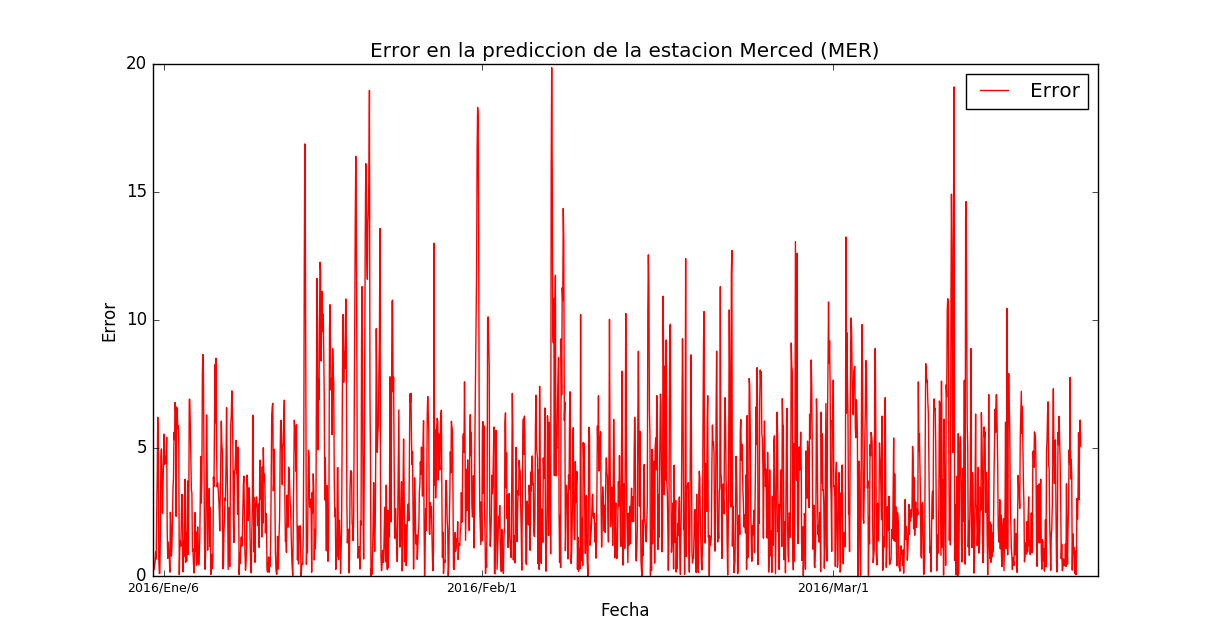 Error en la prediccion de la estacion Merced (MER)
20
Error
15
10
Error
5
0
2016/Ene/6
2016/Feb/1
2016/Mar/1
Fecha